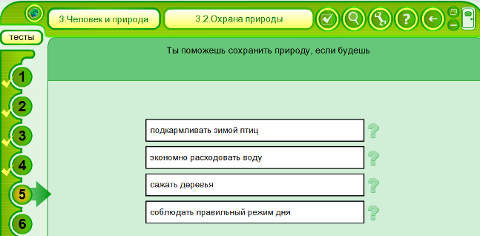 3.Человек и природа
3.2.Охрана природы
?
тесты
Ты поможешь сохранить природу, если будешь
1
2
3
4
5
6
подкармливать зимой птиц ?
экономно расходовать воду ?
сажать деревья ?
соблюдать правильный режим дня ?